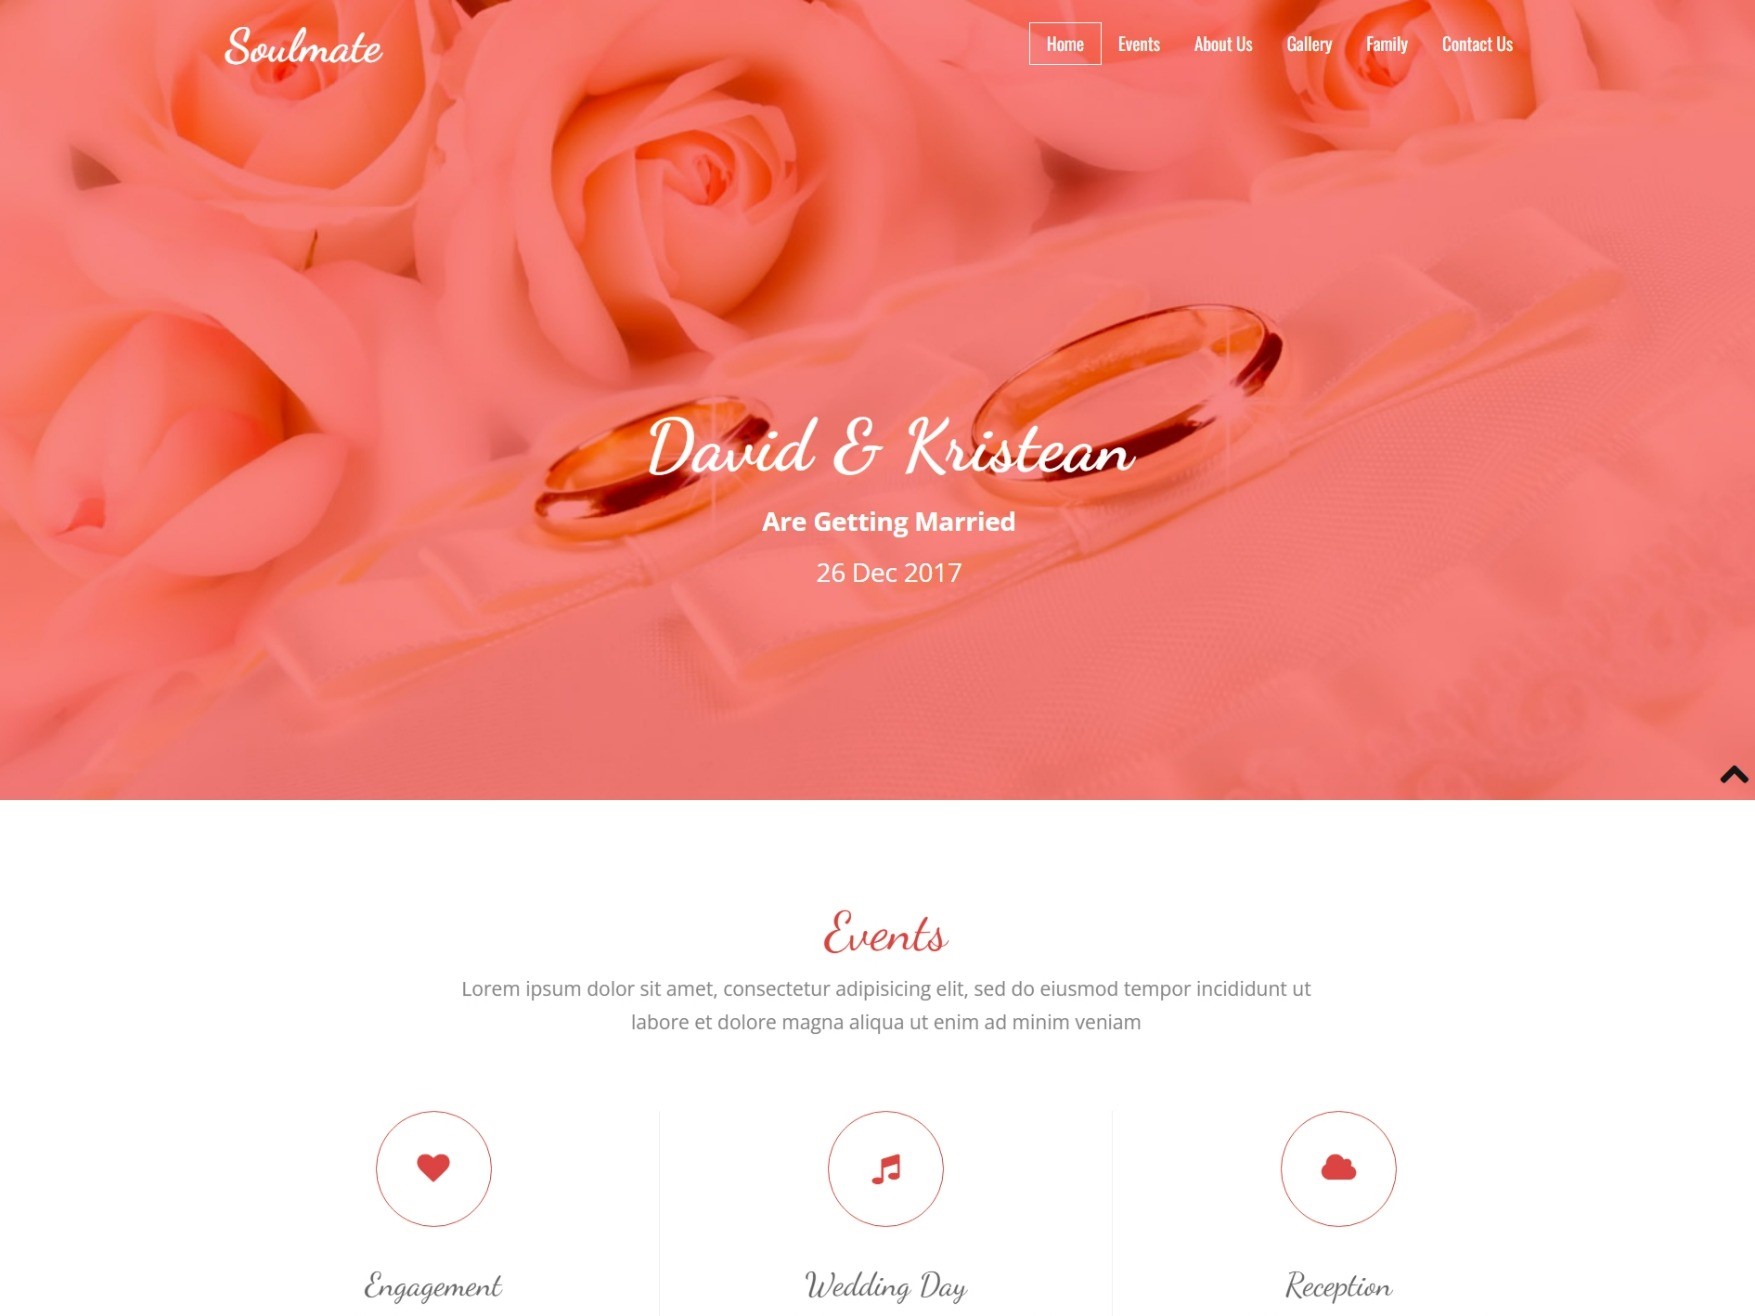 Soulmate
Home Events About Us Gallery Family Contact Us
David & Kristean
Are Getting Married
26 Dec 2017
Events
Lorem ipsum dolor sit amet, consectetur adipisicing elit, sed do eiusmod tempor incididunt ut
labore et dolore magna aliqua ut enim ad minim veniam
Engagement Wedding Day Reception